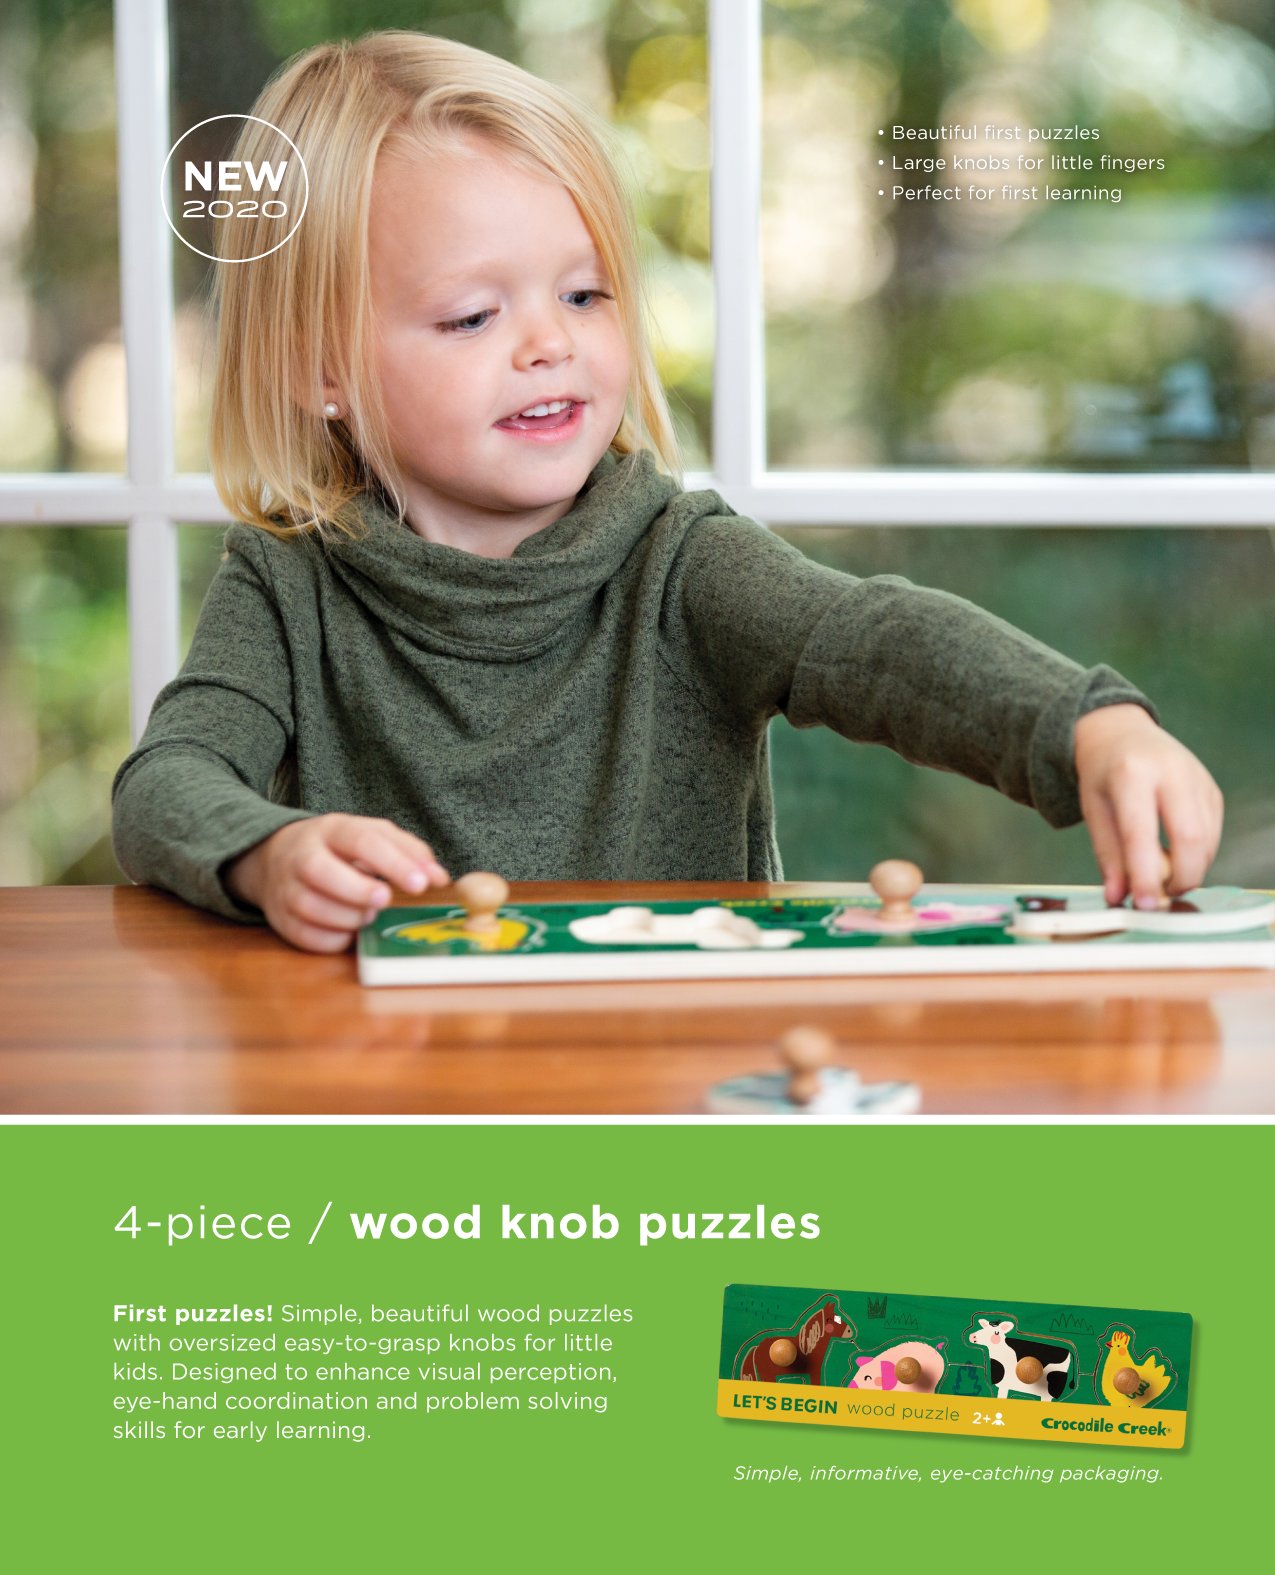 NEW
2020
• Beautiful first puzzles
• Large knobs for little fingers
• Perfect for first learning
4-piece / wood knob puzzles
First puzzles! Simple, beautiful wood puzzles
with oversized easy-to-grasp knobs for little
kids. Designed to enhance visual perception,
eye-hand coordination and problem solving
skills for early learning.
LET'S BEGIN wood puzzle 2+ Crocodile Creek®
Simple, informative, eye-catching packaging.